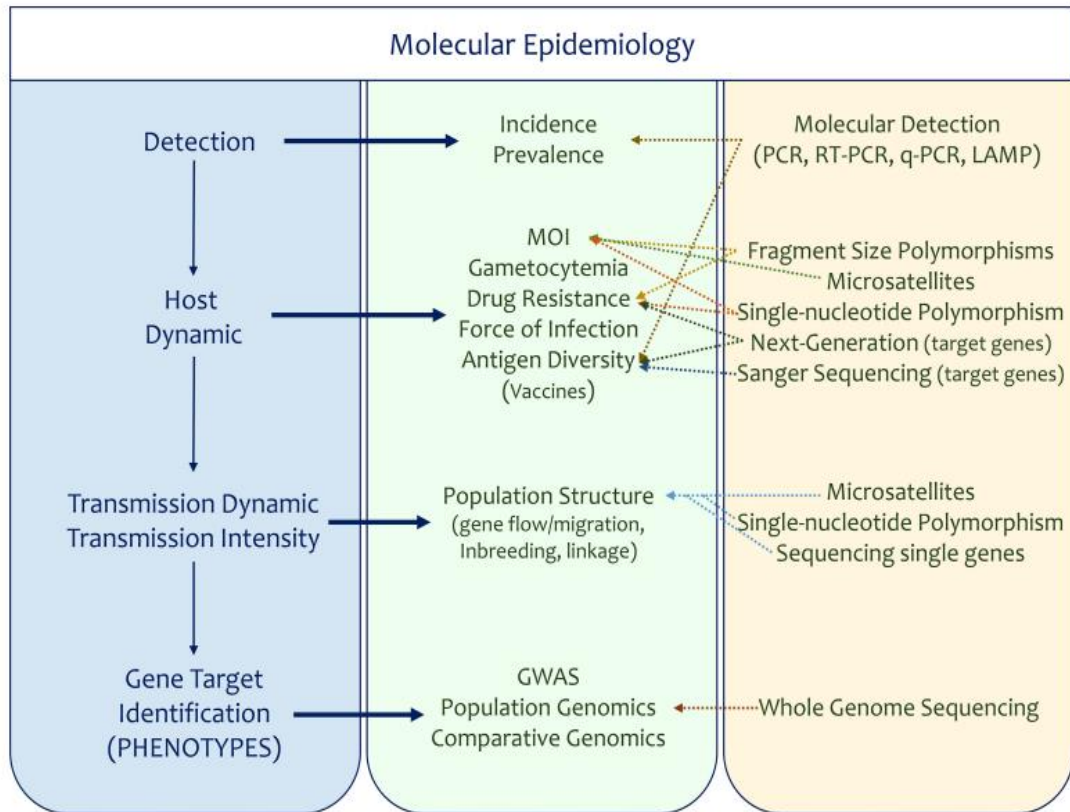 Molecular Epidemiology
Detection
Host
Dynamic
Transmission Dynamic
Transmission Intensity
Gene Target
Identification
(PHENOTYPES)
Incidence
Prevalence
MOI
Gametocytemia
Drug Resistance
Force of Infection
Antigen Diversity
(Vaccines)
Population Structure
(gene flow/migration,
Inbreeding, linkage)
GWAS
Population Genomics
Comparative Genomics
Molecular Detection
(PCR, RT-PCR, q-PCR, LAMP)
Fragment Size Polymorphisms
Microsatellites
Single-nucleotide Polymorphism
Next-Generation (target genes)
Sanger Sequencing (target genes)
Microsatellites
Single-nucleotide Polymorphism
Sequencing single genes
Whole Genome Sequencing